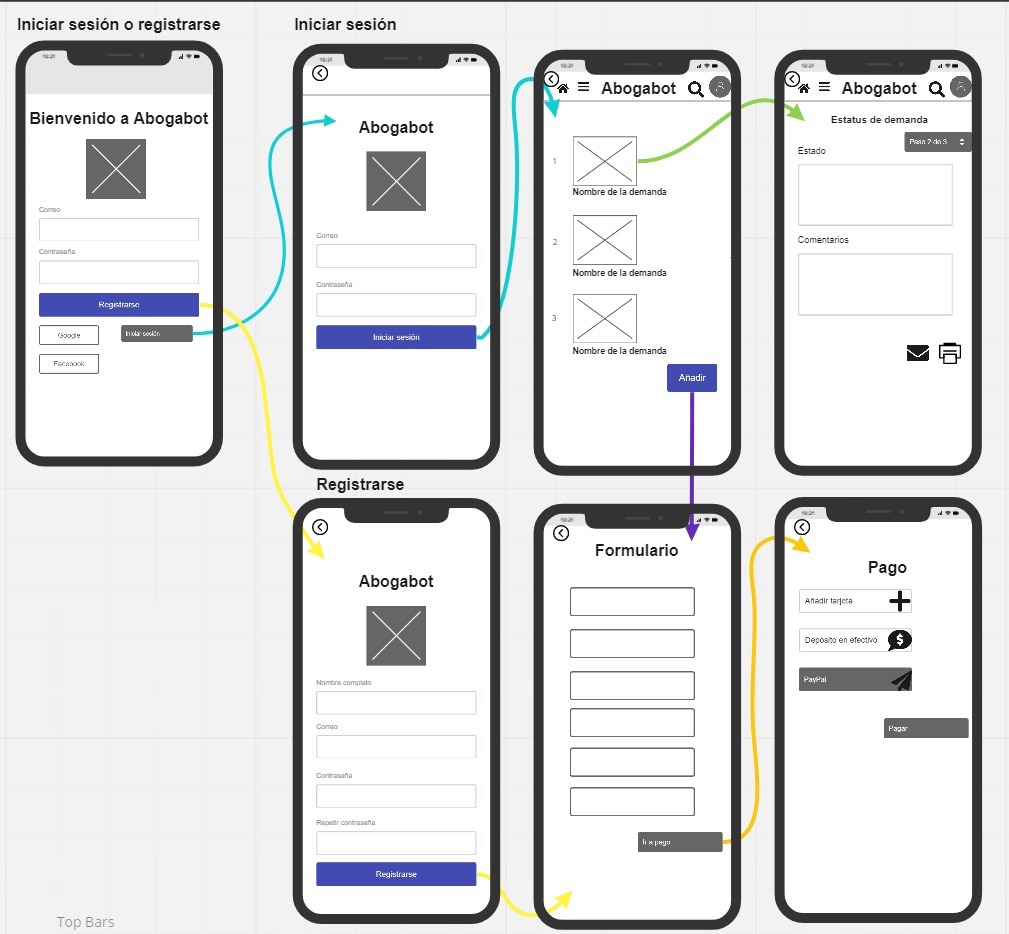 Iniciar sesión o registrarse
10:21
Bienvenido a Abogabot
Correo
Contraseña
Registrarse
Google
Iniciar sesión
Facebook
Iniciar sesión
10:21
Abogabot
Correo
Contraseña
Iniciar sesión
10:21
Abogabot
1
Nombre de la demanda
2
Nombre de la demanda
3
Nombre de la demanda
Añadir
10:21
Abogabot
Estatus de demanda
Paso 2 de 3
Estado
Comentarios
Registrarse
Abogabot
Nombre completo
Correo
Contraseña
Repetir contraseña
Registrarse
10:21
Formulario
Ir a pago
10:21
Pago
Añadir tarjeta
Depósito en efectivo
$
PayPal
Pagar
Top Bars